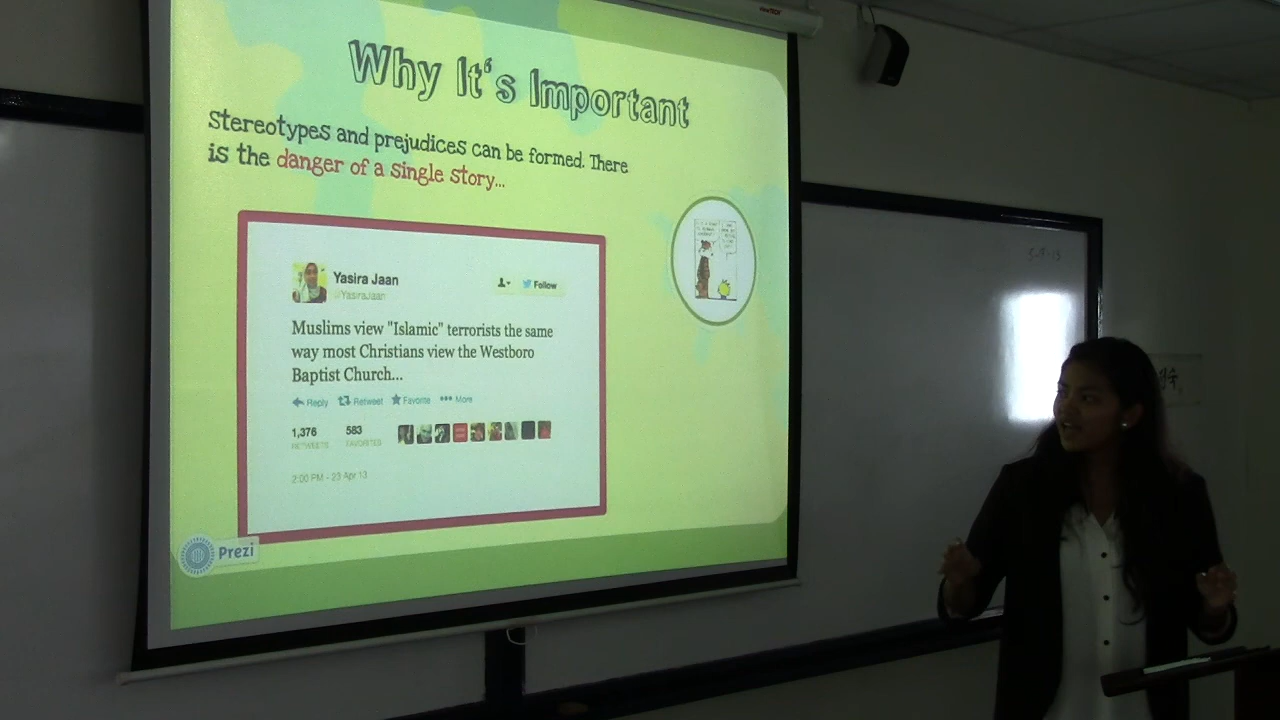 Why It's Important
Stereotypes and prejudices can be formed. There
is the danger of a single story...
Yasira Jaan
@YasiraJaan
Follow
Muslims view "Islamic" terrorists the same
way most Christians view the Westboro
Baptist Church...
Reply Retweet Favorite More
1,376 583
RETWEETS FAVORITES
2:00 PM - 23 Apr 13
Prezi